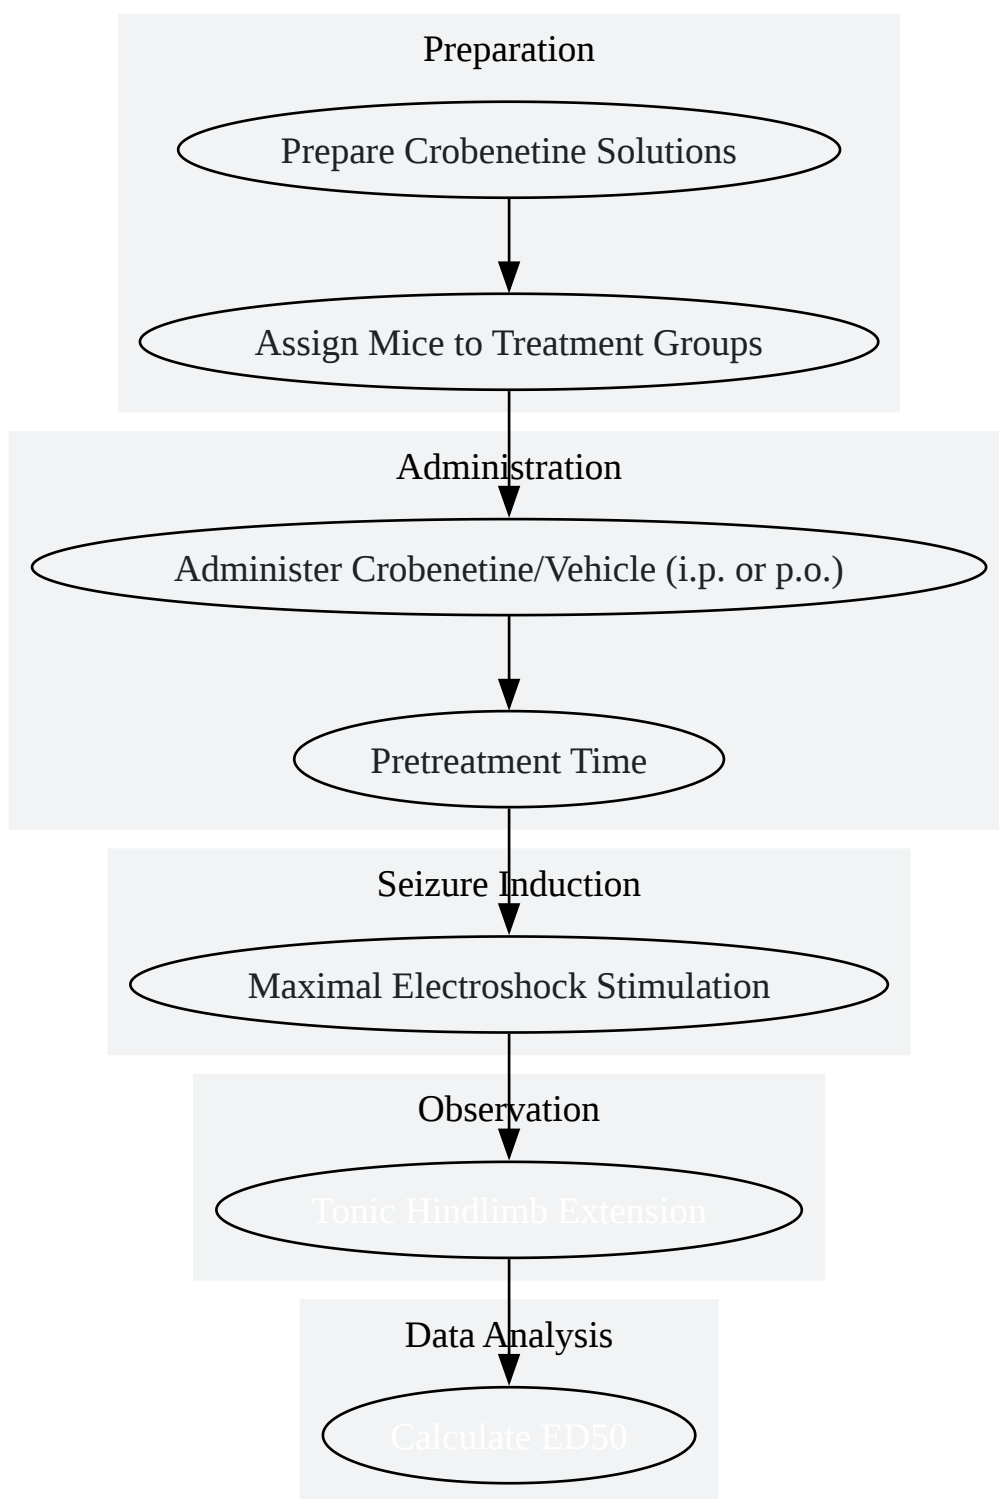 Preparation
Prepare Crobenetine Solutions
Assign Mice to Treatment Groups
Administration
Administer Crobenetine/Vehicle (i.p. or p.o.)
Pretreatment Time
Seizure Induction
Maximal Electroshock Stimulation
Observation
Tonic Hindlimb Extension
Data Analysis
Calculate ED50